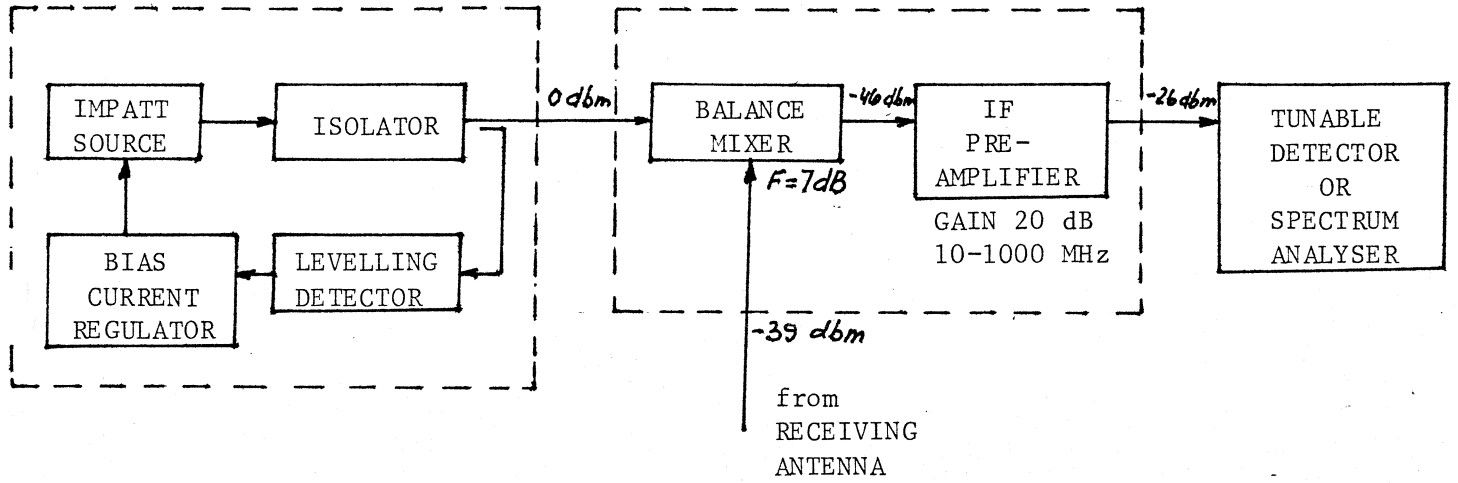 IMPATT
SOURCE
ISOLATOR
BIAS
CURRENT
REGULATOR
LEVELLING
DETECTOR
0 dbm
BALANCE
MIXER
F=7dB
-46dbm
IF
PRE-
AMPLIFIER
GAIN 20 dB
10-1000 MHz
-26dbm
TUNABLE
DETECTOR
OR
SPECTRUM
ANALYSER
-39 dbm
from
RECEIVING
ANTENNA